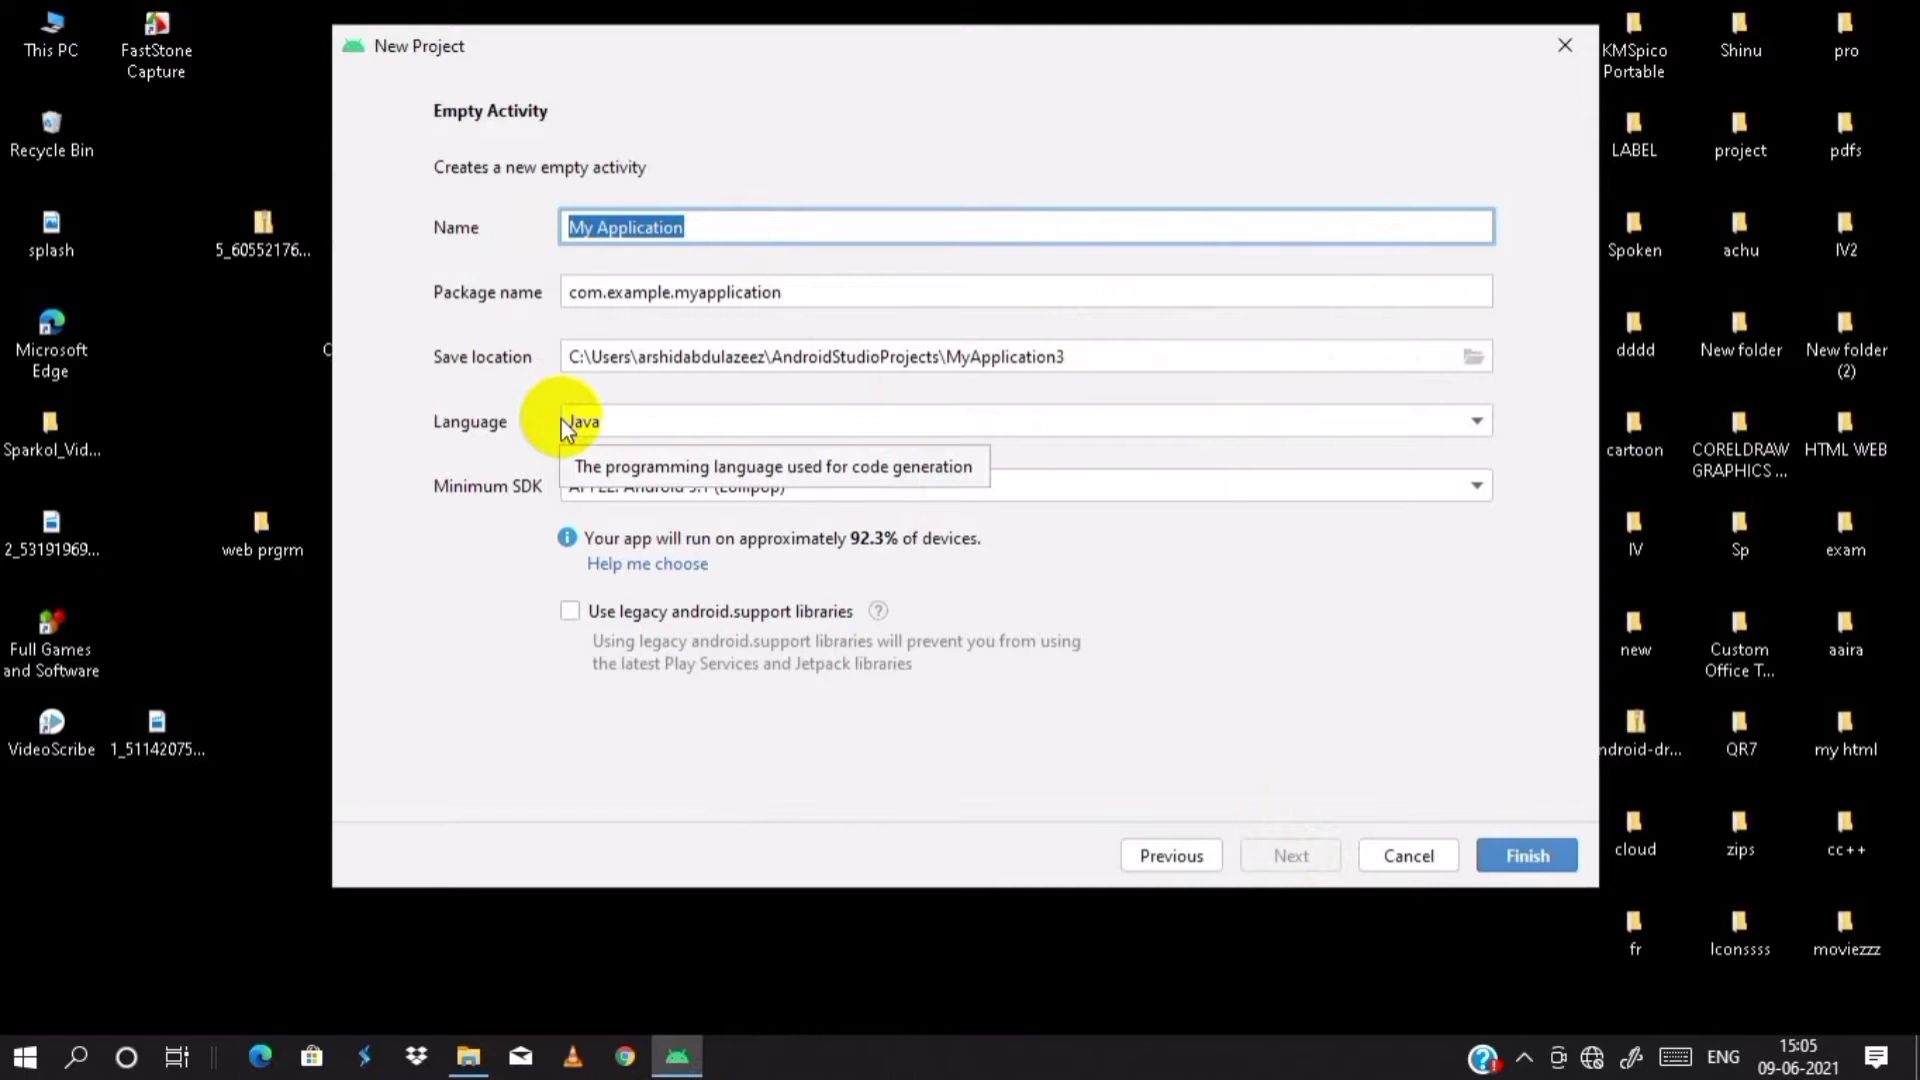 This PC
FastStone
Capture
Recycle Bin
splash
5_60552176...
Microsoft
Edge
C
Sparkol_Vid...
2_53191969...
web prgrm
Full Games
and Software
VideoScribe
1_51142075...
New Project
Empty Activity
Creates a new empty activity
Name
My Application
Package name
com.example.myapplication
Save location
C:\Users\arshidabdulazeez\AndroidStudioProjects\MyApplication3
Language
Java
The programming language used for code generation
Minimum SDK
Your app will run on approximately 92.3% of devices.
Help me choose
Use legacy android.support libraries
?
Using legacy android.support libraries will prevent you from using
the latest Play Services and Jetpack libraries
Previous
Next
Cancel
Finish
KMSpico
Portable
Shinu
pro
LABEL
project
pdfs
Spoken
achu
IV2
dddd
New folder
New folder
(2)
cartoon
CORELDRAW
GRAPHICS ...
HTML WEB
IV
Sp
exam
new
Custom
Office T...
aaira
ndroid-dr...
QR7
my html
cloud
zips
cc++
fr
Iconssss
moviezzz
ENG
15:05
09-06-2021